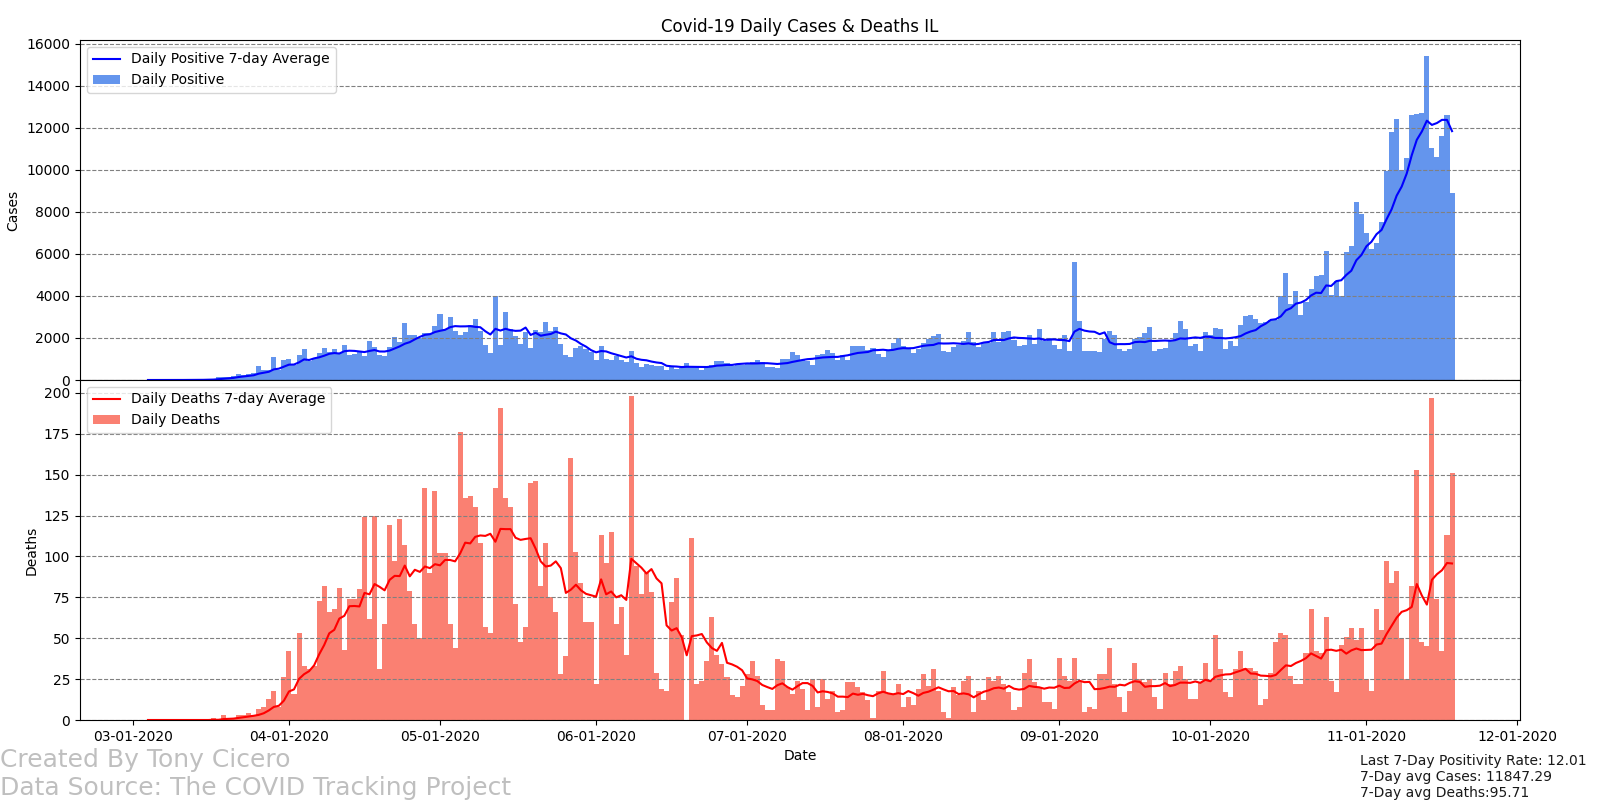 Covid-19 Daily Cases & Deaths IL
Daily Positive 7-day Average
Daily Positive
16000
14000
12000
10000
8000
6000
4000
2000
0
Cases
Daily Deaths 7-day Average
Daily Deaths
200
175
150
125
100
75
50
25
0
Deaths
03-01-2020 04-01-2020 05-01-2020 06-01-2020 07-01-2020 08-01-2020 09-01-2020 10-01-2020 11-01-2020 12-01-2020
Date
Created By Tony Cicero
Data Source: The COVID Tracking Project
Last 7-Day Positivity Rate: 12.01
7-Day avg Cases: 11847.29
7-Day avg Deaths:95.71